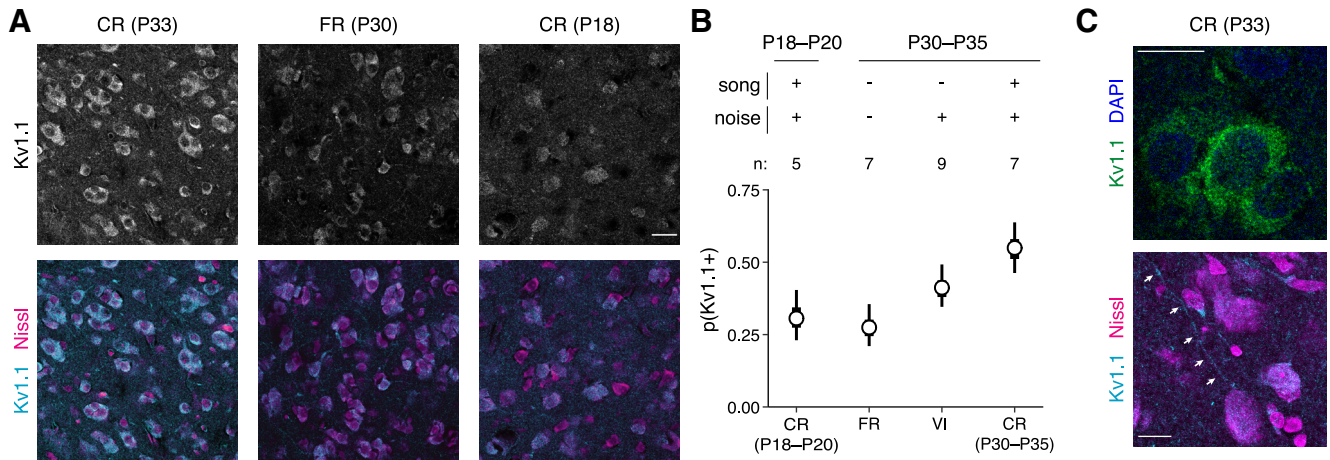 A
CR (P33)
FR (P30)
CR (P18)
Kv1.1
Kv1.1 Nissl
B
P18–P20
P30–P35
song + - - +
noise + - + +
n: 5 7 9 7
p(Kv1.1+)
0.75
0.50
0.25
0.00
CR
(P18–P20)
FR
VI
CR
(P30–P35)
C
CR (P33)
Kv1.1 DAPI
Kv1.1 Nissl